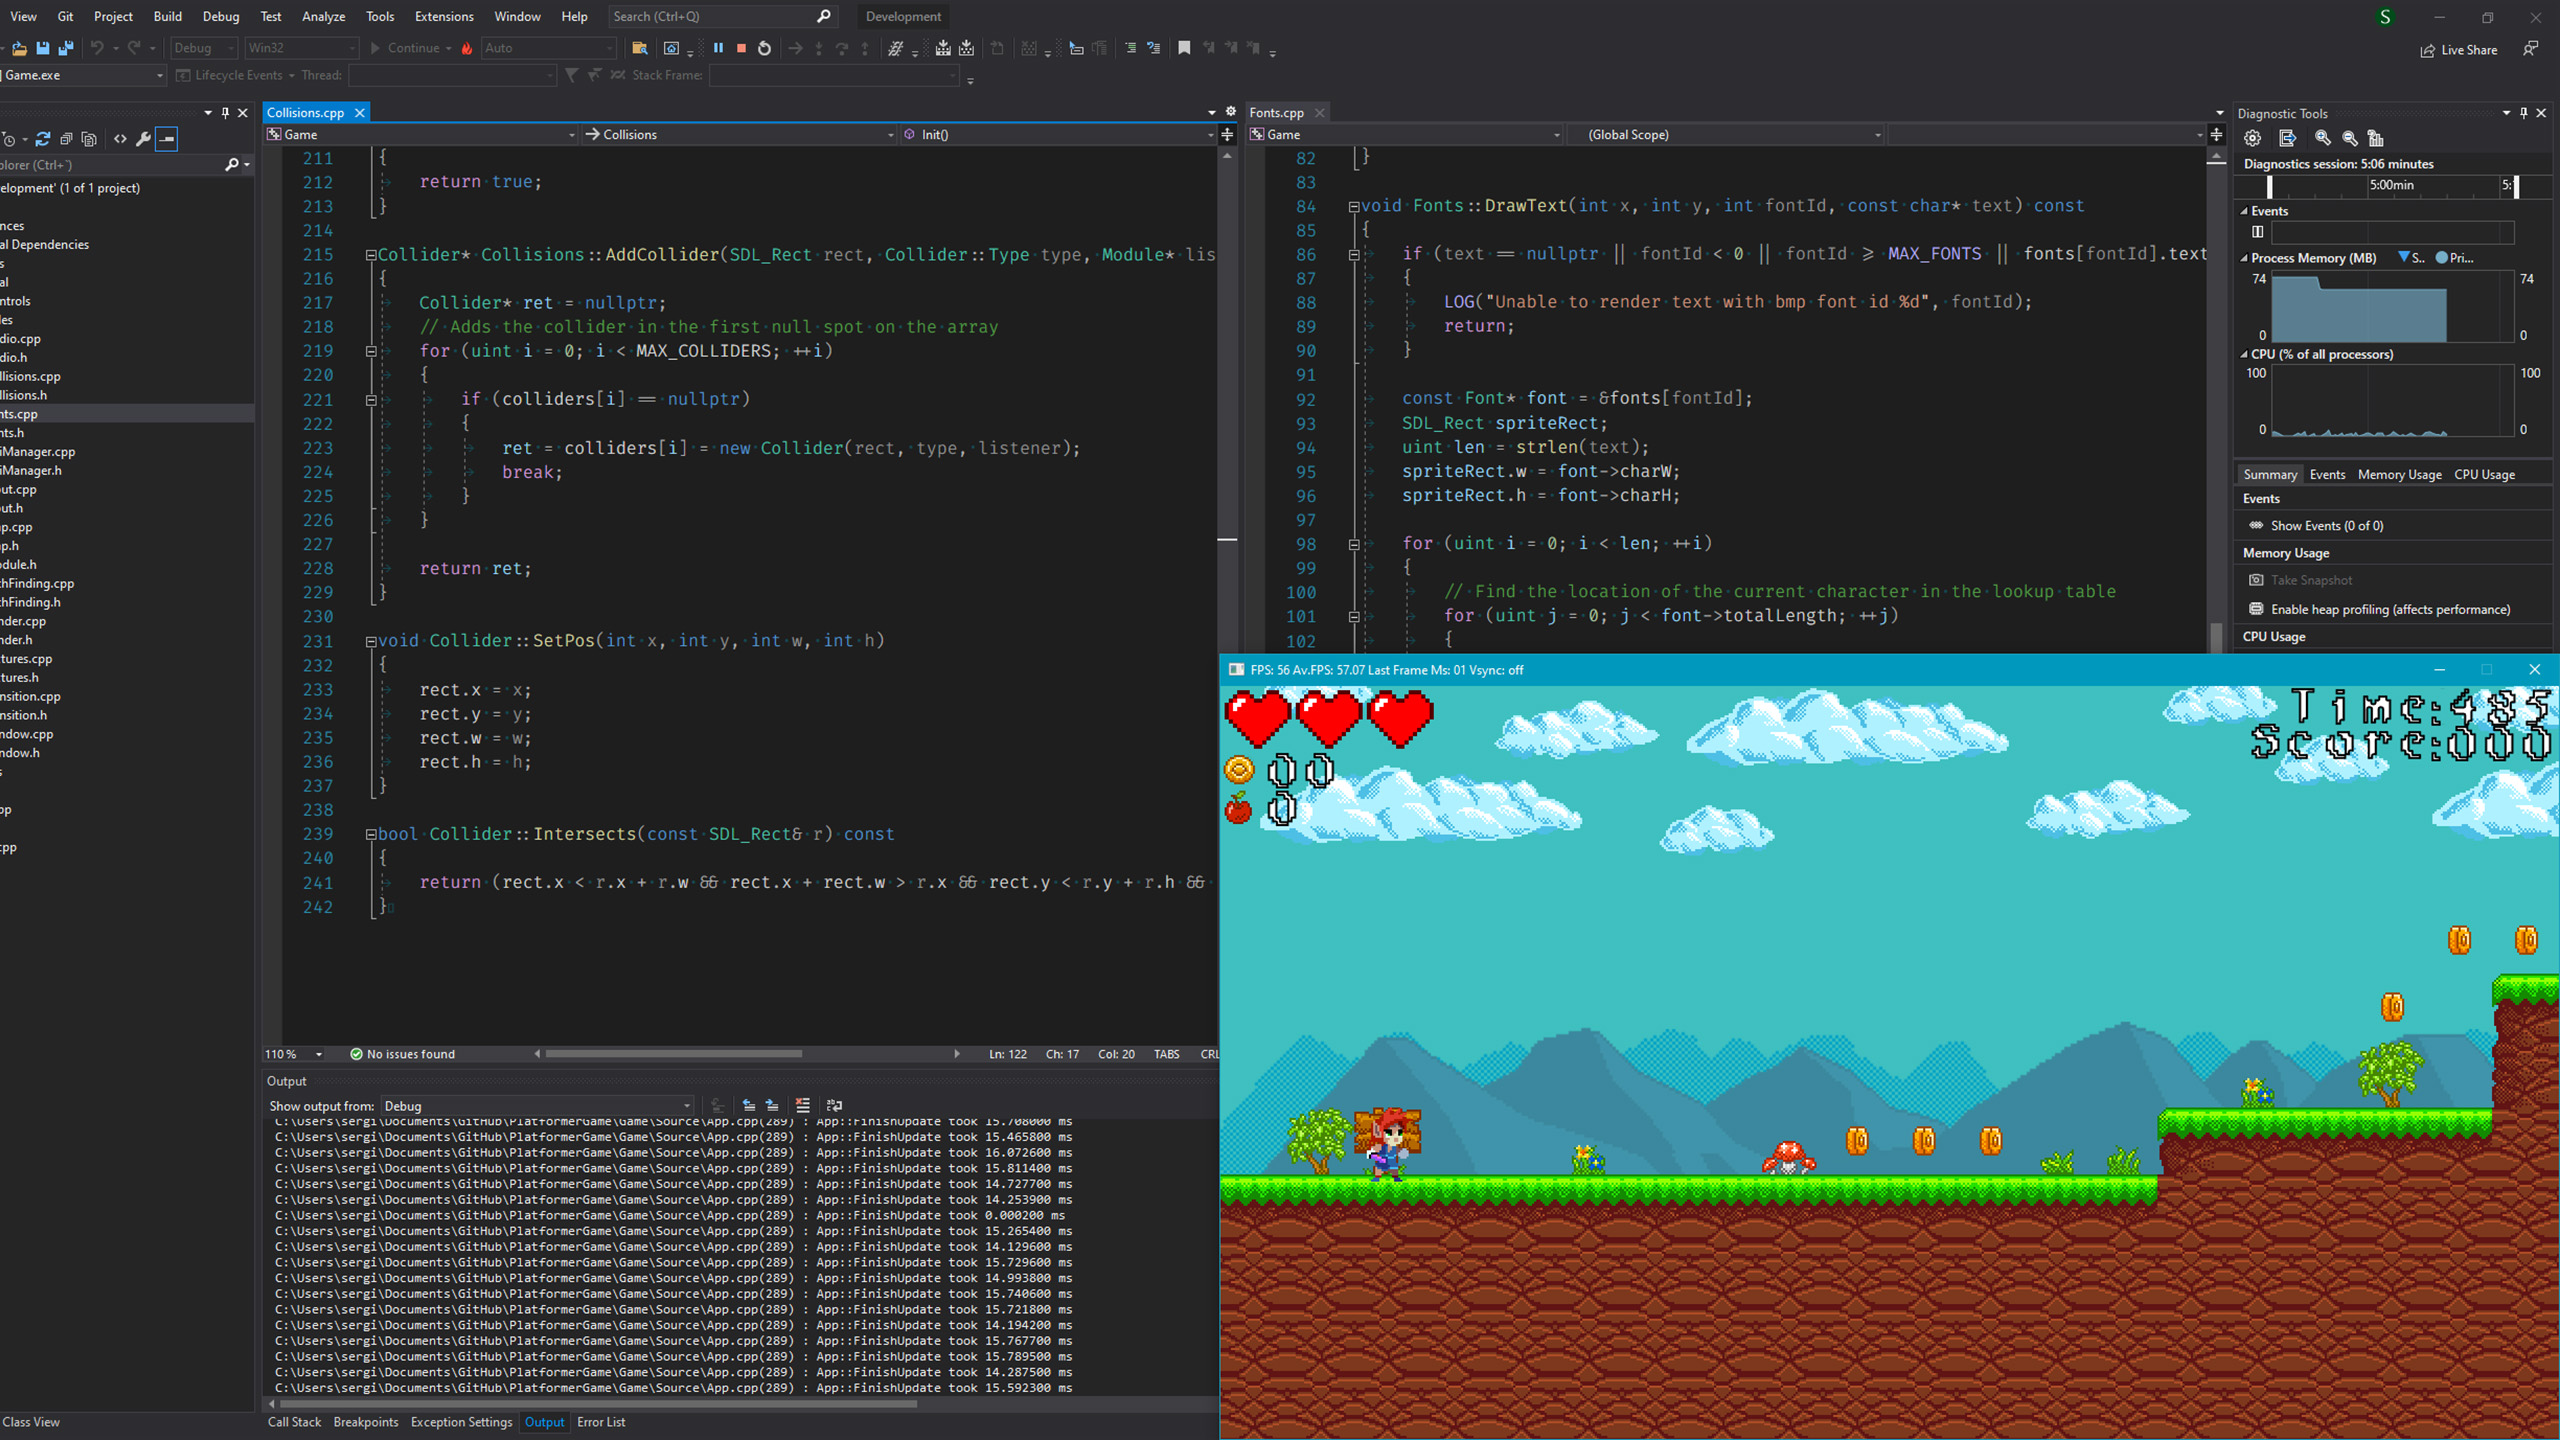 View Git Project Build Debug Test Analyze Tools Extensions Window Help Search (Ctrl+Q) Development S
Debug Win32 Continue Auto Live Share
Game.exe Lifecycle Events Thread: Stack Frame:
plorer (Ctrl+`)
elopment' (1 of 1 project)
nces
al Dependencies
s
al
ntrols
les
dio.cpp
dio.h
llisions.cpp
llisions.h
nts.cpp
nts.h
iManager.cpp
iManager.h
out.cpp
out.h
ap.cpp
ap.h
odule.h
thFinding.cpp
thFinding.h
nder.cpp
nder.h
xtures.cpp
xtures.h
nsition.cpp
nsition.h
ndow.cpp
ndow.h
s
pp
cpp
Class View
Collisions.cpp
Game Collisions Init()
211 {
212 return true;
213 }
214
215 Collider* Collisions::AddCollider(SDL_Rect rect, Collider::Type type, Module* lis
216 {
217 Collider* ret = nullptr;
218 // Adds the collider in the first null spot on the array
219 for (uint i = 0; i < MAX_COLLIDERS; ++i)
220 {
221 if (colliders[i] == nullptr)
222 {
223 ret = colliders[i] = new Collider(rect, type, listener);
224 break;
225 }
226 }
227
228 return ret;
229 }
230
231 void Collider::SetPos(int x, int y, int w, int h)
232 {
233 rect.x = x;
234 rect.y = y;
235 rect.w = w;
236 rect.h = h;
237 }
238
239 bool Collider::Intersects(const SDL_Rect& r) const
240 {
241 return (rect.x < r.x + r.w && rect.x + rect.w > r.x && rect.y < r.y + r.h &&
242 }
110 % No issues found Ln: 122 Ch: 17 Col: 20 TABS CRL
Output
Show output from: Debug
C:\Users\sergi\Documents\GitHub\PlatformerGame\Game\Source\App.cpp(289) : App::FinishUpdate took 15.708000 ms
C:\Users\sergi\Documents\GitHub\PlatformerGame\Game\Source\App.cpp(289) : App::FinishUpdate took 15.465800 ms
C:\Users\sergi\Documents\GitHub\PlatformerGame\Game\Source\App.cpp(289) : App::FinishUpdate took 16.072600 ms
C:\Users\sergi\Documents\GitHub\PlatformerGame\Game\Source\App.cpp(289) : App::FinishUpdate took 15.811400 ms
C:\Users\sergi\Documents\GitHub\PlatformerGame\Game\Source\App.cpp(289) : App::FinishUpdate took 14.727700 ms
C:\Users\sergi\Documents\GitHub\PlatformerGame\Game\Source\App.cpp(289) : App::FinishUpdate took 14.253900 ms
C:\Users\sergi\Documents\GitHub\PlatformerGame\Game\Source\App.cpp(289) : App::FinishUpdate took 0.000200 ms
C:\Users\sergi\Documents\GitHub\PlatformerGame\Game\Source\App.cpp(289) : App::FinishUpdate took 15.265400 ms
C:\Users\sergi\Documents\GitHub\PlatformerGame\Game\Source\App.cpp(289) : App::FinishUpdate took 14.129600 ms
C:\Users\sergi\Documents\GitHub\PlatformerGame\Game\Source\App.cpp(289) : App::FinishUpdate took 15.729600 ms
C:\Users\sergi\Documents\GitHub\PlatformerGame\Game\Source\App.cpp(289) : App::FinishUpdate took 14.993800 ms
C:\Users\sergi\Documents\GitHub\PlatformerGame\Game\Source\App.cpp(289) : App::FinishUpdate took 15.740600 ms
C:\Users\sergi\Documents\GitHub\PlatformerGame\Game\Source\App.cpp(289) : App::FinishUpdate took 15.721800 ms
C:\Users\sergi\Documents\GitHub\PlatformerGame\Game\Source\App.cpp(289) : App::FinishUpdate took 14.194200 ms
C:\Users\sergi\Documents\GitHub\PlatformerGame\Game\Source\App.cpp(289) : App::FinishUpdate took 15.767700 ms
C:\Users\sergi\Documents\GitHub\PlatformerGame\Game\Source\App.cpp(289) : App::FinishUpdate took 15.789500 ms
C:\Users\sergi\Documents\GitHub\PlatformerGame\Game\Source\App.cpp(289) : App::FinishUpdate took 14.287500 ms
C:\Users\sergi\Documents\GitHub\PlatformerGame\Game\Source\App.cpp(289) : App::FinishUpdate took 15.592300 ms
Call Stack Breakpoints Exception Settings Output Error List
Fonts.cpp
Game (Global Scope)
82 }
83
84 void Fonts::DrawText(int x, int y, int fontId, const char* text) const
85 {
86 if (text == nullptr || fontId < 0 || fontId >= MAX_FONTS || fonts[fontId].text
87 {
88 LOG("Unable to render text with bmp font id %d", fontId);
89 return;
90 }
91
92 const Font* font = &fonts[fontId];
93 SDL_Rect spriteRect;
94 uint len = strlen(text);
95 spriteRect.w = font->charW;
96 spriteRect.h = font->charH;
97
98 for (uint i = 0; i < len; ++i)
99 {
100 // Find the location of the current character in the lookup table
101 for (uint j = 0; j < font->totalLength; ++j)
102 {
Diagnostic Tools
Diagnostics session: 5:06 minutes
5:00min 5:
Events
Process Memory (MB) S.. Pri...
74 74
0 0
CPU (% of all processors)
100 100
0 0
Summary Events Memory Usage CPU Usage
Events
Show Events (0 of 0)
Memory Usage
Take Snapshot
Enable heap profiling (affects performance)
CPU Usage
FPS: 56 Av.FPS: 57.07 Last Frame Ms: 01 Vsync: off
Time:485
Score:000
00
0